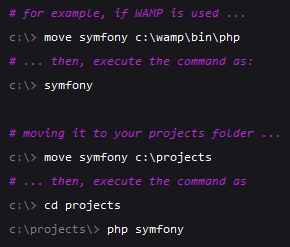 # for example, if WAMP is used ...
c:\> move symfony c:\wamp\bin\php
# ... then, execute the command as:
c:\> symfony
# moving it to your projects folder ...
c:\> move symfony c:\projects
# ... then, execute the command as
c:\> cd projects
c:\projects\> php symfony